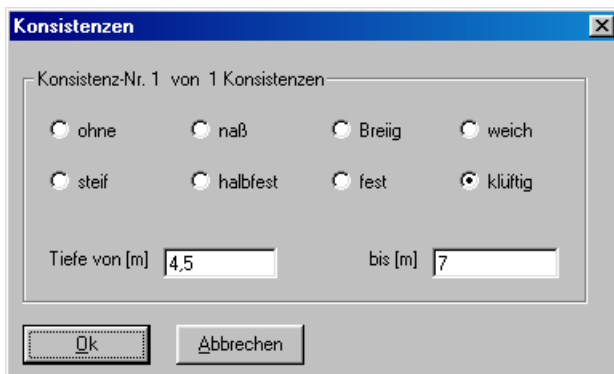 Konsistenzen
Konsistenz-Nr. 1 von 1 Konsistenzen
ohne naß Breiig weich
steif halbfest fest klüftig
Tiefe von [m] 4,5 bis [m] 7
Ok Abbrechen